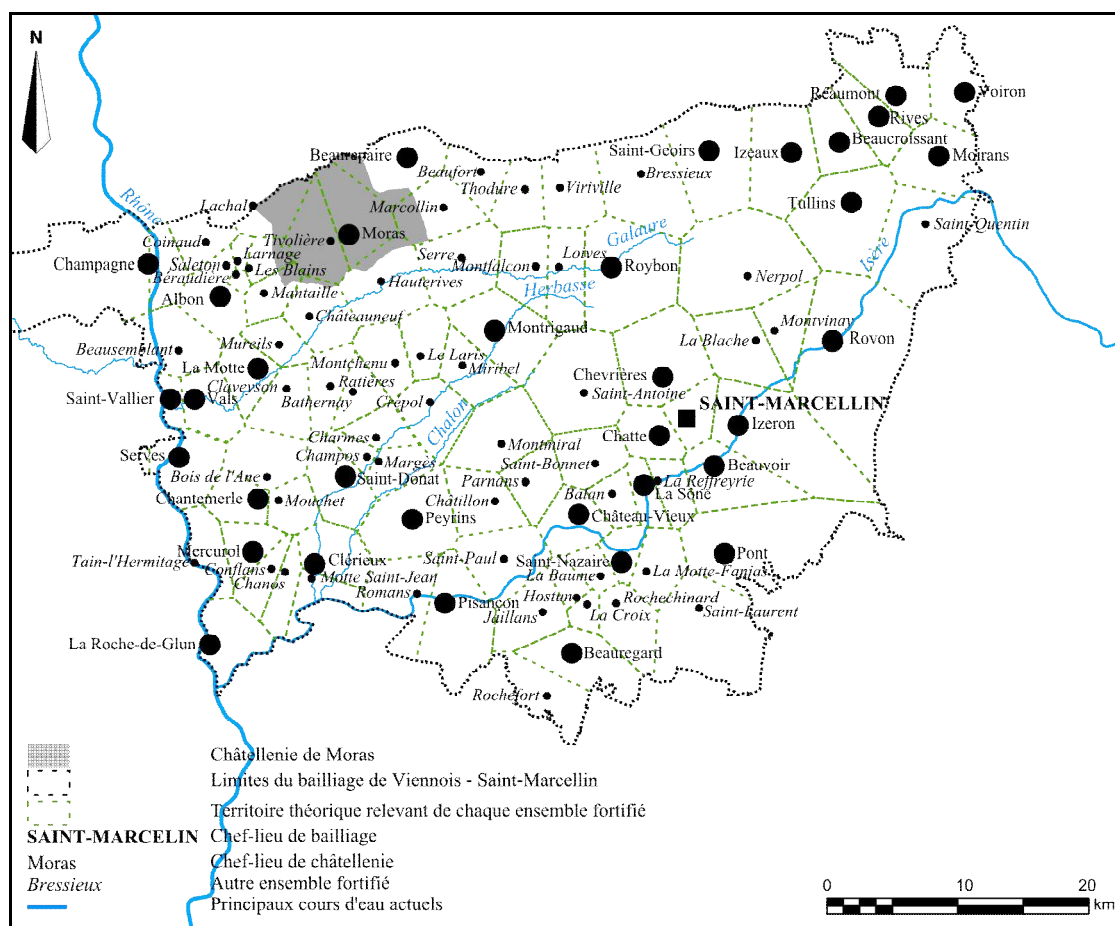 N
Réaumont
Voiron
Rives
Beaucroissant
Saint-Geoirs
Izeaux
Moirans
Beaurepaire
Beaufort
Bressieux
Thodure
Viriville
Rhône
Lachal
Marcollin
Tullins
Saint-Quentin
Moras
Tivolière
Coinaud
Galaure
Isère
Larnage
Serre
Loives
Champagne
Saleton
Les Blains
Montfalcon
Roybon
Béraudière
Hauterives
Herbasse
Nerpol
Albon
Mantaille
Châteauneuf
Montrigaud
Montvinay
Mureils
La Blache
Rovon
Beausemblant
Le Laris
Montchenu
Miribel
La Motte
Chevrières
Claveyson
Ratières
Saint-Antoine
Saint-Vallier
Vals
Bathernay
Crépol
SAINT-MARCELLIN
Chalon
Izeron
Charmes
Chatte
Montmiral
Serves
Champos
Margès
Saint-Bonnet
Beauvoir
Bois de l'Ane
Saint-Donat
Parnans
La Reffreyrie
Chantemerle
Mouchet
Châtillon
Balan
La Sône
Peyrins
Château-Vieux
Mercurol
Pont
Tain-l'Hermitage
Clérieux
Saint-Paul
Saint-Nazaire
Conflans
La Baume
La Motte-Fanjas
Chanos
Motte Saint-Jean
Romans
Hostun
Rochechinard
Pisançon
Jaillans
La Croix
Saint-Laurent
La Roche-de-Glun
Beauregard
Rochefort
Châtellenie de Moras
Limites du bailliage de Viennois - Saint-Marcellin
Territoire théorique relevant de chaque ensemble fortifié
SAINT-MARCELIN Chef-lieu de bailliage
Moras Chef-lieu de châtellenie
Bressieux Autre ensemble fortifié
Principaux cours d'eau actuels
0 10 20
km